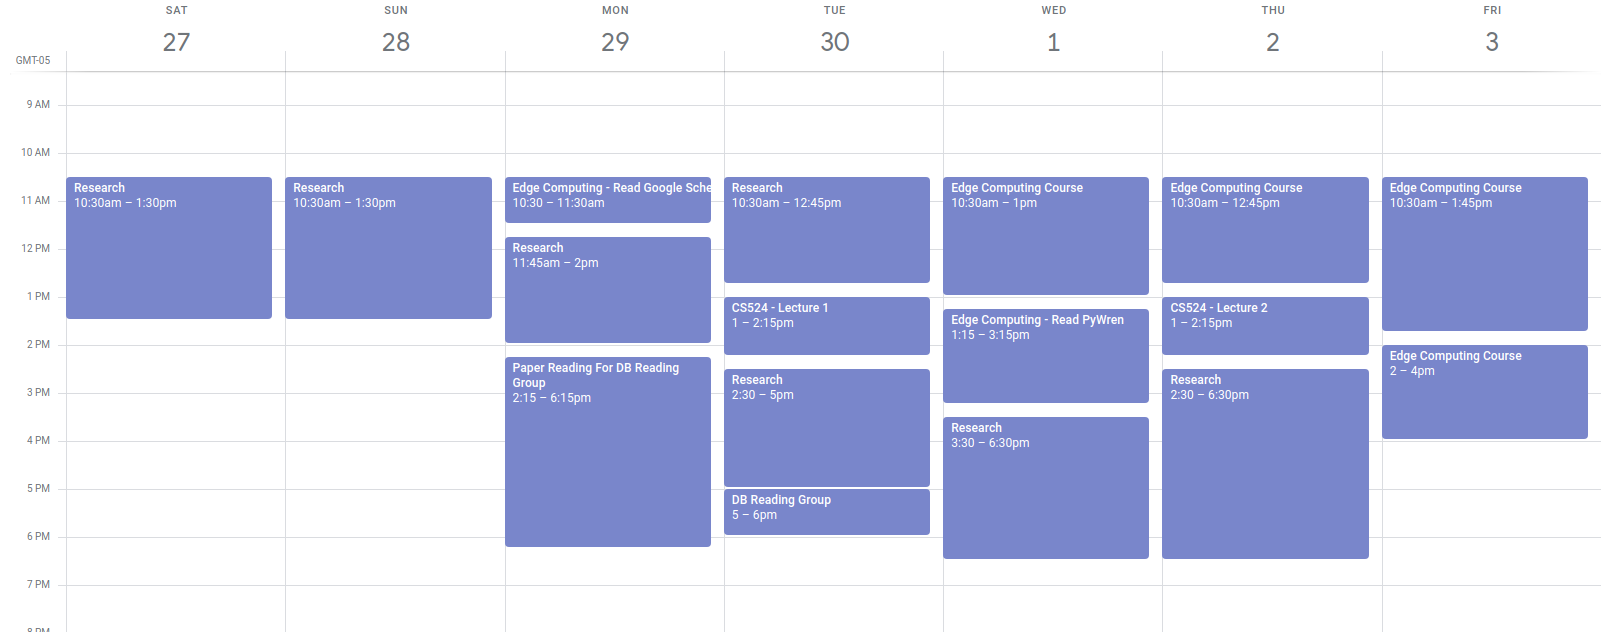 SAT
SUN
MON
TUE
WED
THU
FRI
27
28
29
30
1
2
3
GMT-05
9 AM
10 AM
11 AM
12 PM
1 PM
2 PM
3 PM
4 PM
5 PM
6 PM
7 PM
8 PM
Research
10:30am – 1:30pm
Research
10:30am – 1:30pm
Edge Computing - Read Google Sche
10:30 – 11:30am
Research
11:45am – 2pm
Paper Reading For DB Reading
Group
2:15 – 6:15pm
Research
10:30am – 12:45pm
CS524 - Lecture 1
1 – 2:15pm
Research
2:30 – 5pm
DB Reading Group
5 – 6pm
Edge Computing Course
10:30am – 1pm
Edge Computing - Read PyWren
1:15 – 3:15pm
Research
3:30 – 6:30pm
Edge Computing Course
10:30am – 12:45pm
CS524 - Lecture 2
1 – 2:15pm
Research
2:30 – 6:30pm
Edge Computing Course
10:30am – 1:45pm
Edge Computing Course
2 – 4pm